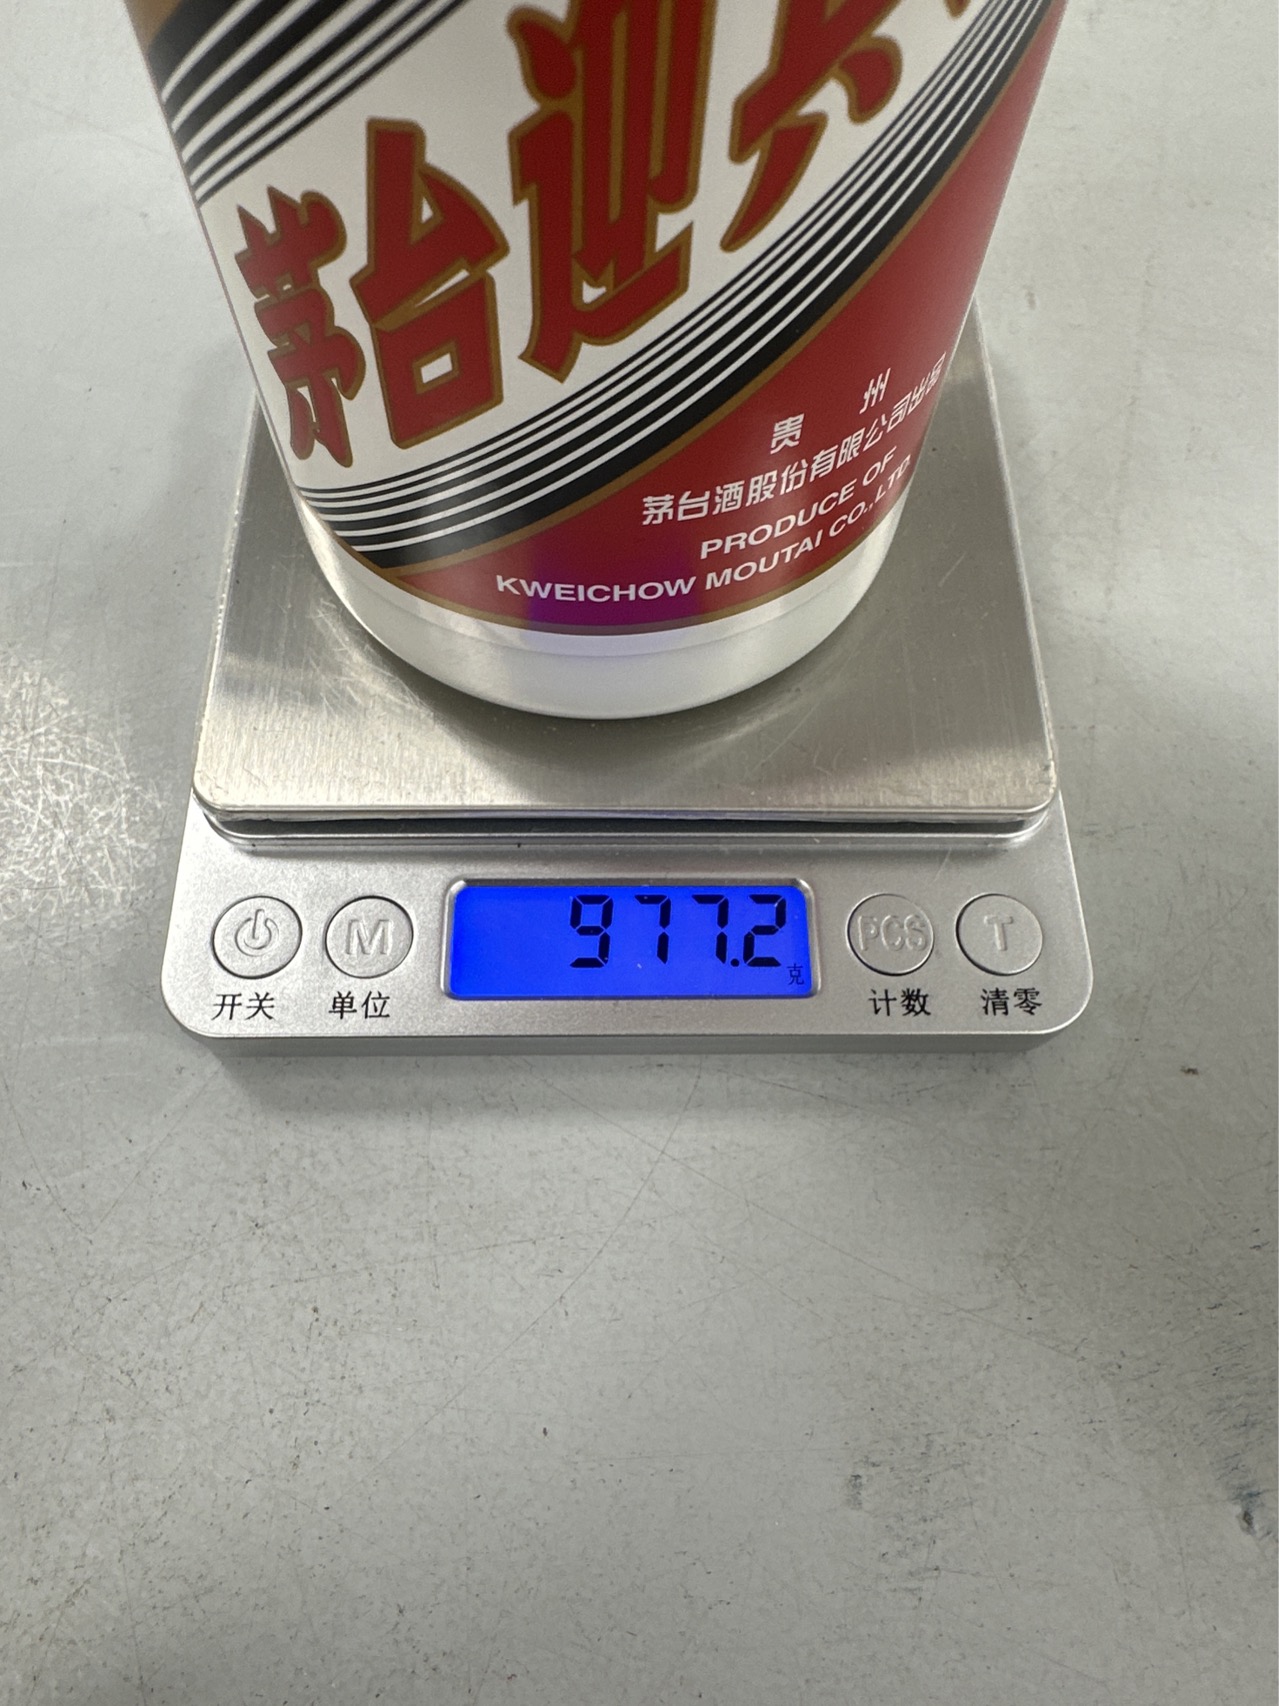 茅台迎
贵 州
茅台酒股份有限公司出品
PRODUCE OF
KWEICHOW MOUTAI CO.,LTD
977.2
克
M
PCS
T
开关
单位
计数
清零